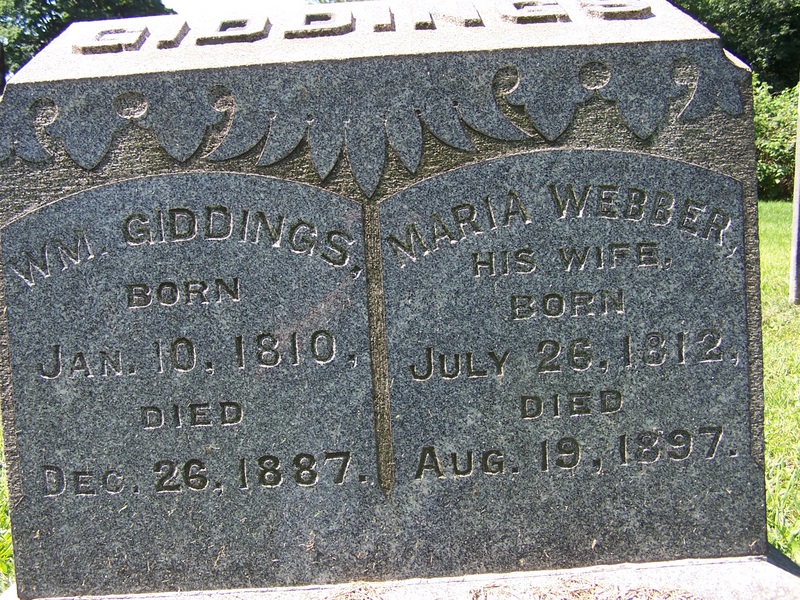 GIDDINGS
WM. GIDDINGS,
BORN
JAN. 10, 1810,
DIED
DEC. 26, 1887.
MARIA WEBBER,
HIS WIFE,
BORN
JULY 26, 1812,
DIED
AUG. 19, 1897.